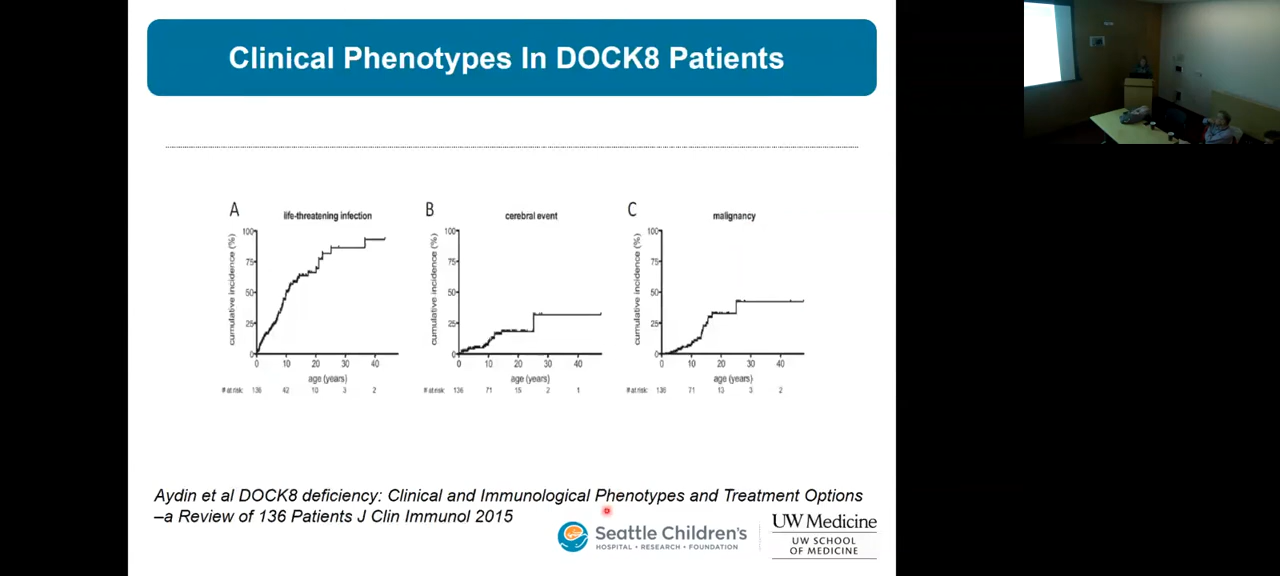 Clinical Phenotypes In DOCK8 Patients
A
life-threatening infection
cumulative incidence (%)
100
75
50
25
0
0 10 20 30 40
age (years)
# at risk: 136 42 10 3 2
B
cerebral event
cumulative incidence (%)
100
75
50
25
0
0 10 20 30 40
age (years)
# at risk: 136 71 15 2 1
C
malignancy
cumulative incidence (%)
100
75
50
25
0
0 10 20 30 40
age (years)
# at risk: 136 71 13 3 2
Aydin et al DOCK8 deficiency: Clinical and Immunological Phenotypes and Treatment Options
–a Review of 136 Patients J Clin Immunol 2015
Seattle Children's
HOSPITAL • RESEARCH • FOUNDATION
UW Medicine
UW SCHOOL
OF MEDICINE